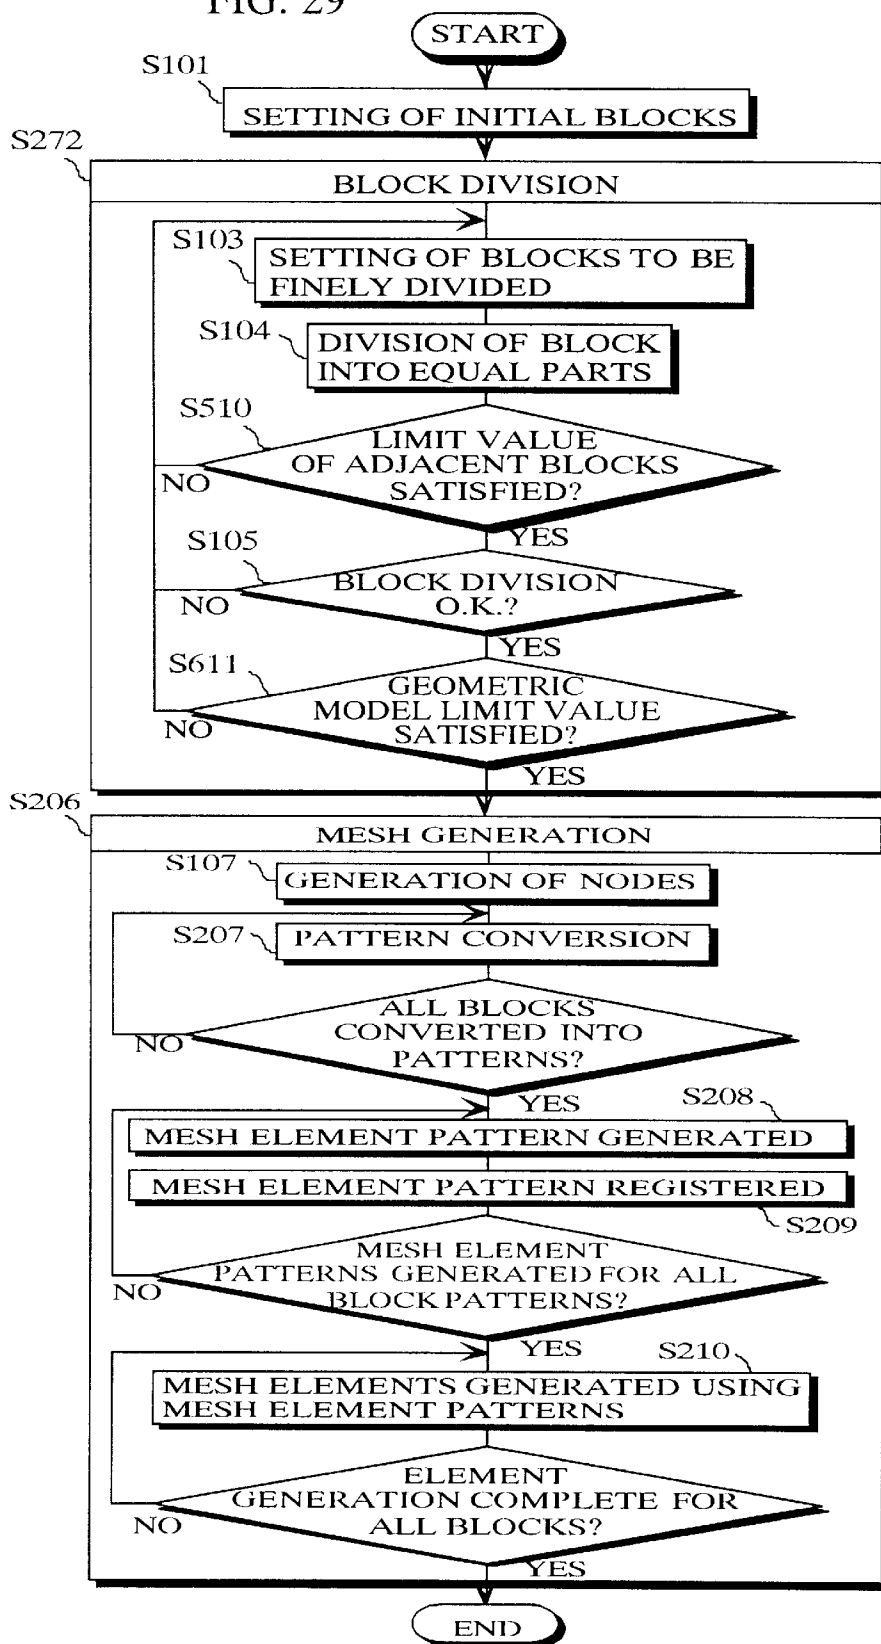 FIG. 29
START
S101
SETTING OF INITIAL BLOCKS
S272
BLOCK DIVISION
S103
SETTING OF BLOCKS TO BE
FINELY DIVIDED
S104
DIVISION OF BLOCK
INTO EQUAL PARTS
S510
LIMIT VALUE
OF ADJACENT BLOCKS
SATISFIED?
NO
YES
S105
BLOCK DIVISION
O.K.?
NO
YES
S611
GEOMETRIC
MODEL LIMIT VALUE
SATISFIED?
NO
YES
S206
MESH GENERATION
S107
GENERATION OF NODES
S207
PATTERN CONVERSION
ALL BLOCKS
CONVERTED INTO
PATTERNS?
NO
YES
S208
MESH ELEMENT PATTERN GENERATED
MESH ELEMENT PATTERN REGISTERED
S209
MESH ELEMENT
PATTERNS GENERATED FOR ALL
BLOCK PATTERNS?
NO
YES
S210
MESH ELEMENTS GENERATED USING
MESH ELEMENT PATTERNS
ELEMENT
GENERATION COMPLETE FOR
ALL BLOCKS?
NO
YES
END